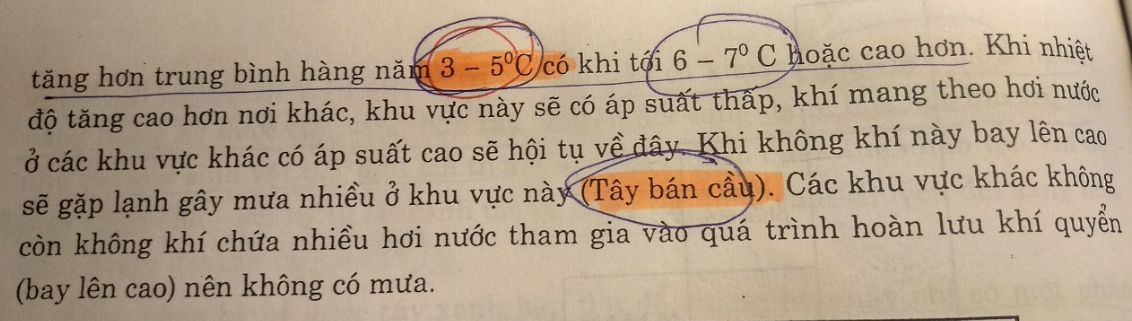 tăng hơn trung bình hàng năm 3 – 5⁰C có khi tới 6 – 7⁰ C hoặc cao hơn. Khi nhiệt
độ tăng cao hơn nơi khác, khu vực này sẽ có áp suất thấp, khí mang theo hơi nước
ở các khu vực khác có áp suất cao sẽ hội tụ về đây. Khi không khí này bay lên cao
sẽ gặp lạnh gây mưa nhiều ở khu vực này (Tây bán cầu). Các khu vực khác không
còn không khí chứa nhiều hơi nước tham gia vào quá trình hoàn lưu khí quyển
(bay lên cao) nên không có mưa.